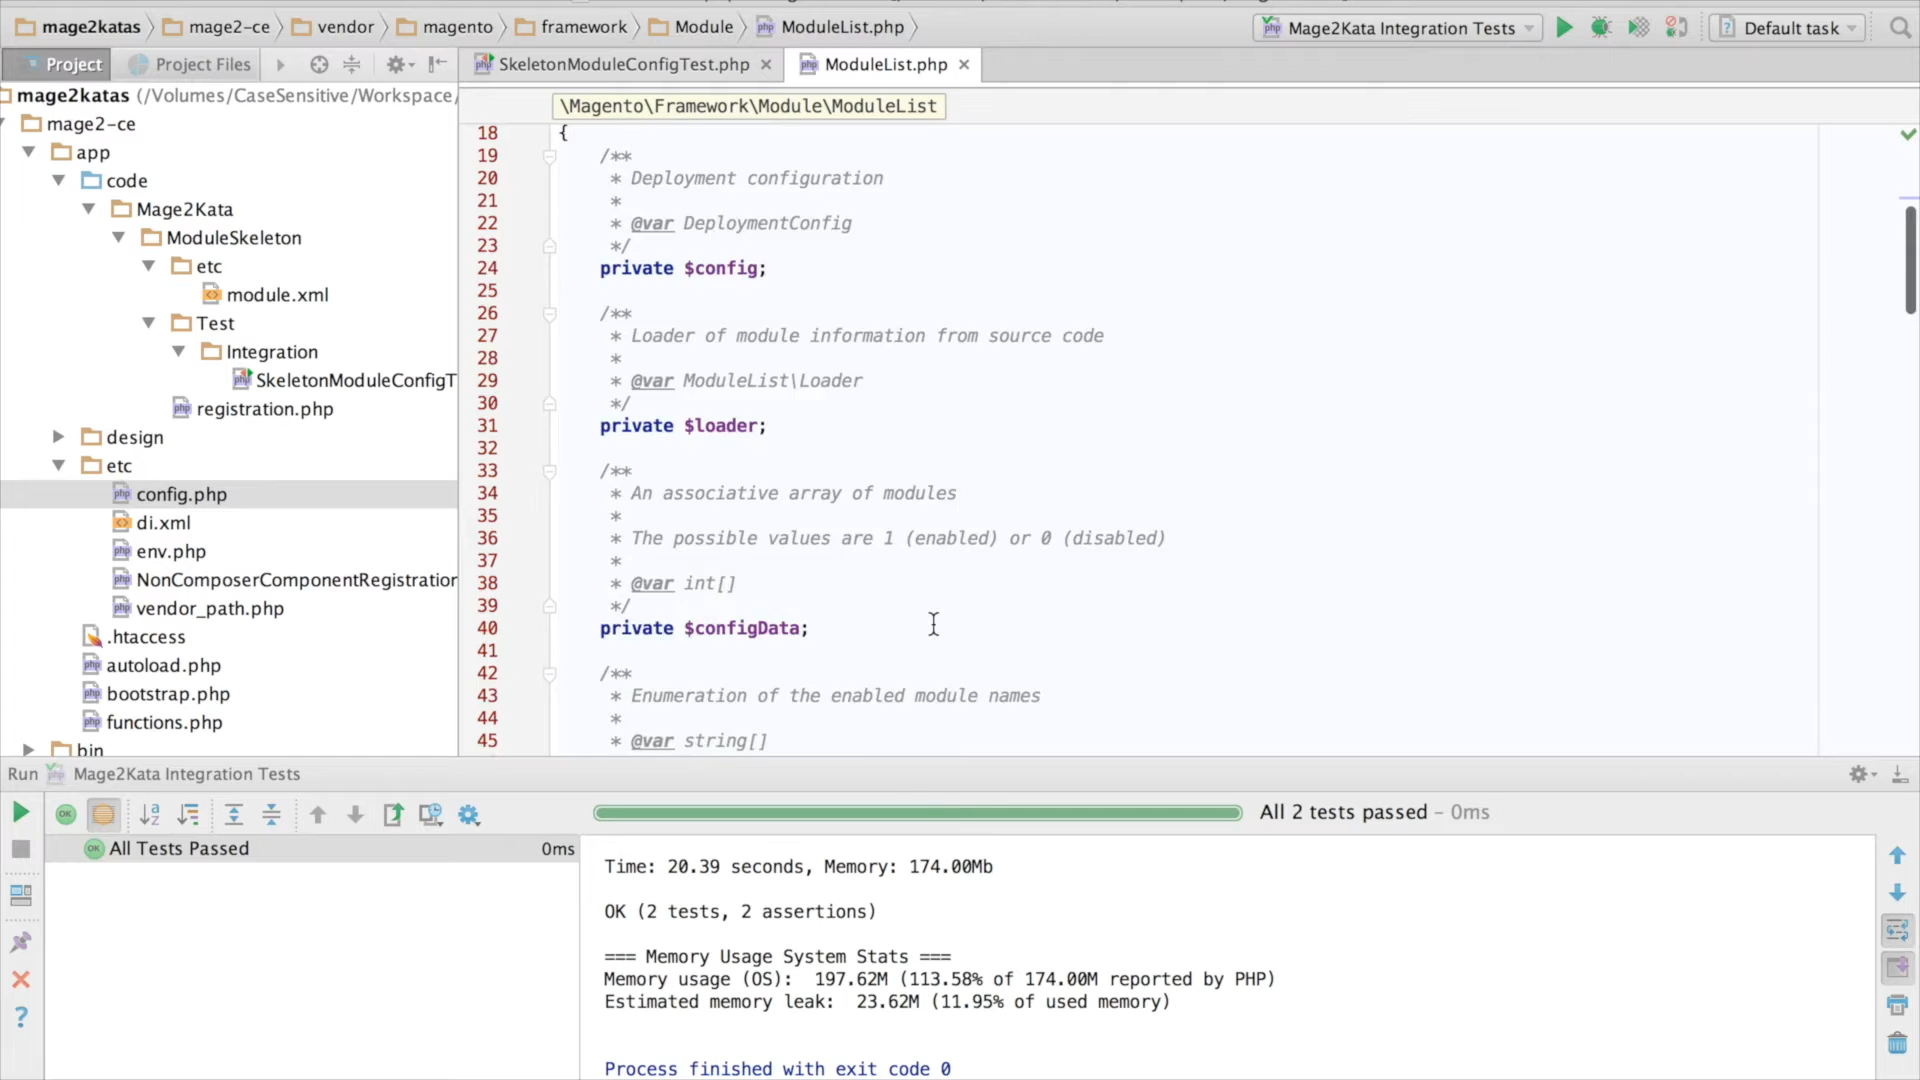 mage2katas mage2-ce vendor magento framework Module ModuleList.php Mage2Kata Integration Tests Default task
Project Project Files SkeletonModuleConfigTest.php ModuleList.php
mage2katas (/Volumes/CaseSensitive/Workspace/
mage2-ce
app
code
Mage2Kata
ModuleSkeleton
etc
module.xml
Test
Integration
SkeletonModuleConfigT
registration.php
design
etc
config.php
di.xml
env.php
NonComposerComponentRegistration
vendor_path.php
.htaccess
autoload.php
bootstrap.php
functions.php
bin
\Magento\Framework\Module\ModuleList
18 {
19 /**
20 * Deployment configuration
21 *
22 * @var DeploymentConfig
23 */
24 private $config;
25
26 /**
27 * Loader of module information from source code
28 *
29 * @var ModuleList\Loader
30 */
31 private $loader;
32
33 /**
34 * An associative array of modules
35 *
36 * The possible values are 1 (enabled) or 0 (disabled)
37 *
38 * @var int[]
39 */
40 private $configData;
41
42 /**
43 * Enumeration of the enabled module names
44 *
45 * @var string[]
Run Mage2Kata Integration Tests
All 2 tests passed – 0ms
All Tests Passed 0ms
Time: 20.39 seconds, Memory: 174.00Mb
OK (2 tests, 2 assertions)
=== Memory Usage System Stats ===
Memory usage (OS): 197.62M (113.58% of 174.00M reported by PHP)
Estimated memory leak: 23.62M (11.95% of used memory)
Process finished with exit code 0